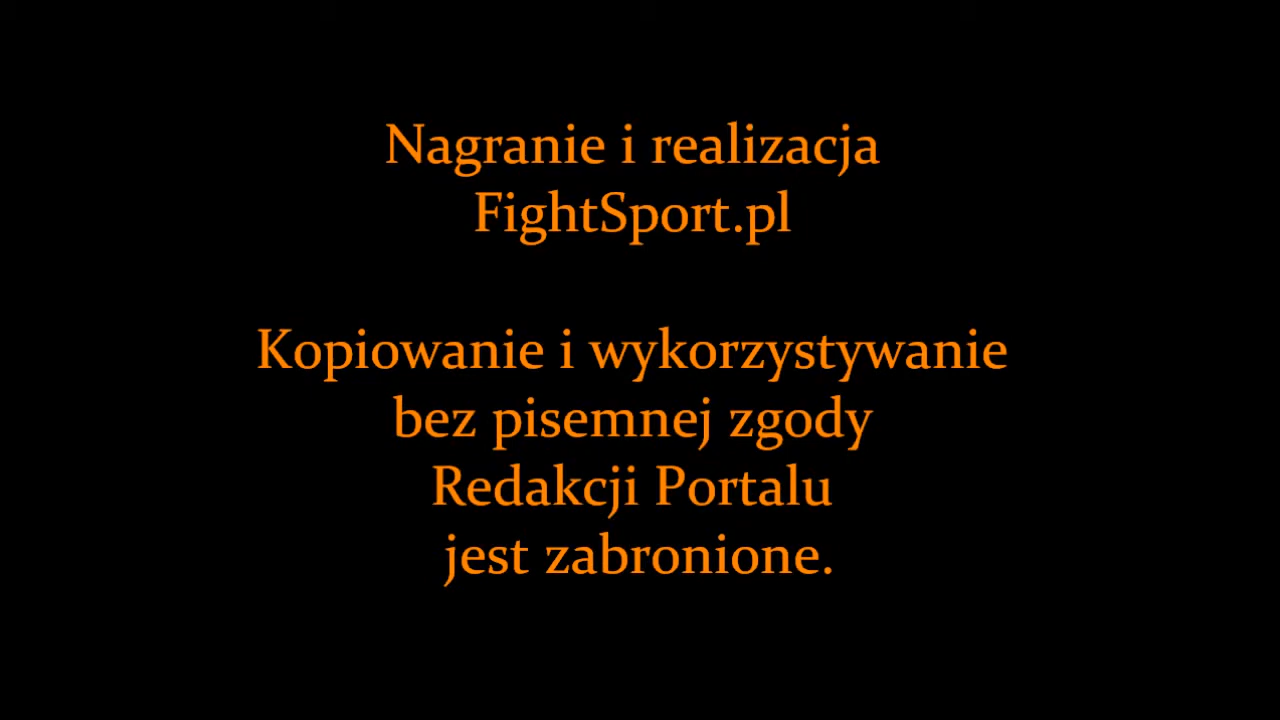 Nagranie i realizacja
FightSport.pl
Kopiowanie i wykorzystywanie
bez pisemnej zgody
Redakcji Portalu
jest zabronione.